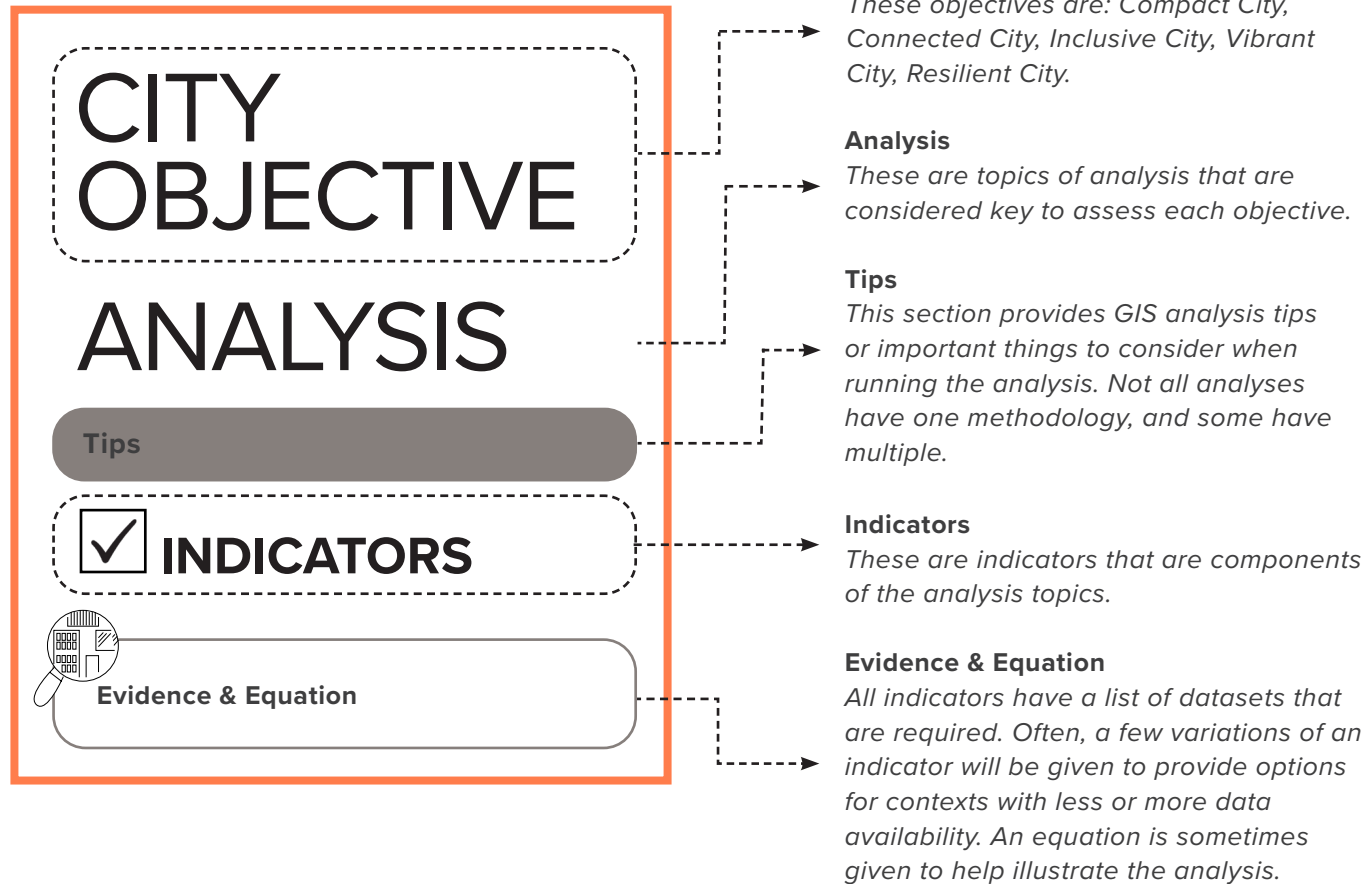 CITY
OBJECTIVE
ANALYSIS
Tips
INDICATORS
Evidence & Equation
These objectives are: Compact City,
Connected City, Inclusive City, Vibrant
City, Resilient City.
Analysis
These are topics of analysis that are
considered key to assess each objective.
Tips
This section provides GIS analysis tips
or important things to consider when
running the analysis. Not all analyses
have one methodology, and some have
multiple.
Indicators
These are indicators that are components
of the analysis topics.
Evidence & Equation
All indicators have a list of datasets that
are required. Often, a few variations of an
indicator will be given to provide options
for contexts with less or more data
availability. An equation is sometimes
given to help illustrate the analysis.